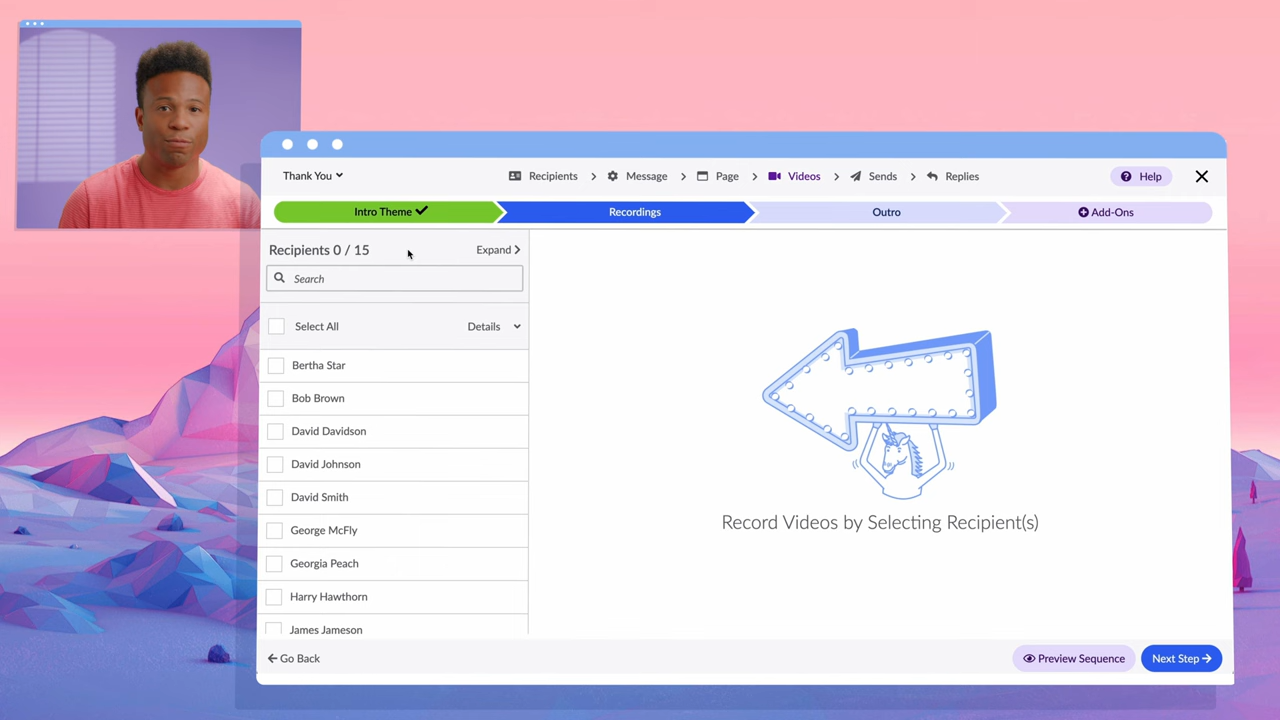 Thank You
Recipients
Message
Page
Videos
Sends
Replies
Help
Intro Theme
Recordings
Outro
Add-Ons
Recipients 0 / 15
Expand
Search
Select All
Details
Bertha Star
Bob Brown
David Davidson
David Johnson
David Smith
George McFly
Georgia Peach
Harry Hawthorn
James Jameson
Record Videos by Selecting Recipient(s)
Go Back
Preview Sequence
Next Step